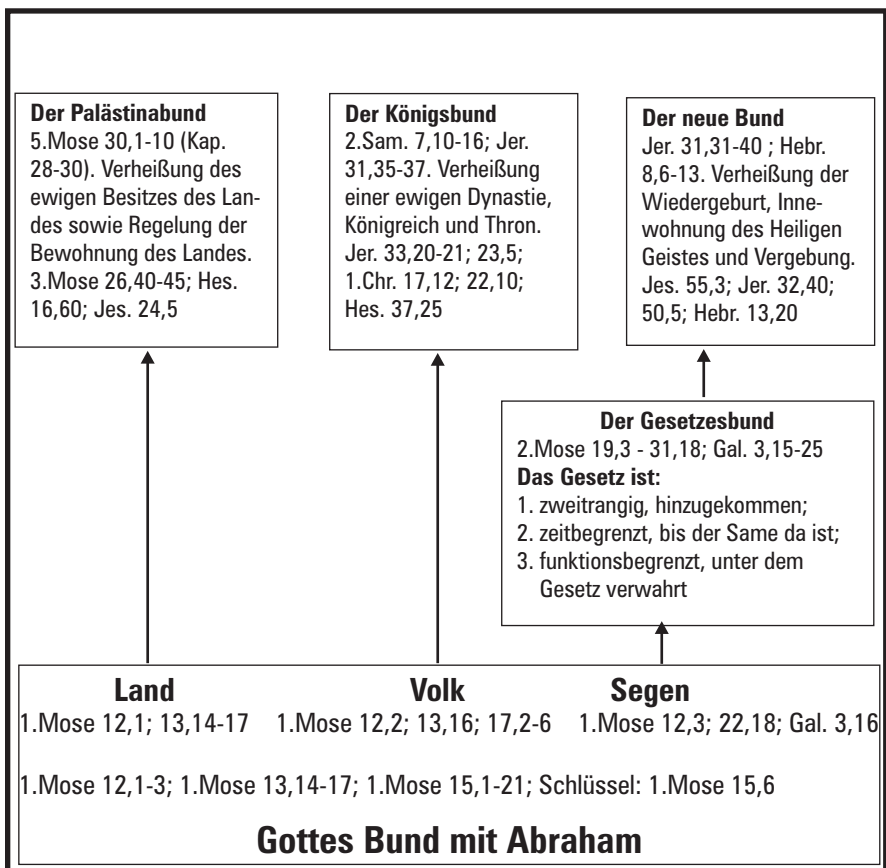 Der Palästinabund
5.Mose 30,1-10 (Kap.
28-30). Verheißung des
ewigen Besitzes des Lan-
des sowie Regelung der
Bewohnung des Landes.
3.Mose 26,40-45; Hes.
16,60; Jes. 24,5
Der Königsbund
2.Sam. 7,10-16; Jer.
31,35-37. Verheißung
einer ewigen Dynastie,
Königreich und Thron.
Jer. 33,20-21; 23,5;
1.Chr. 17,12; 22,10;
Hes. 37,25
Der neue Bund
Jer. 31,31-40 ; Hebr.
8,6-13. Verheißung der
Wiedergeburt, Inne-
wohnung des Heiligen
Geistes und Vergebung.
Jes. 55,3; Jer. 32,40;
50,5; Hebr. 13,20
Der Gesetzesbund
2.Mose 19,3 - 31,18; Gal. 3,15-25
Das Gesetz ist:
1. zweitrangig, hinzugekommen;
2. zeitbegrenzt, bis der Same da ist;
3. funktionsbegrenzt, unter dem
Gesetz verwahrt
Land Volk Segen
1.Mose 12,1; 13,14-17 1.Mose 12,2; 13,16; 17,2-6 1.Mose 12,3; 22,18; Gal. 3,16
1.Mose 12,1-3; 1.Mose 13,14-17; 1.Mose 15,1-21; Schlüssel: 1.Mose 15,6
Gottes Bund mit Abraham